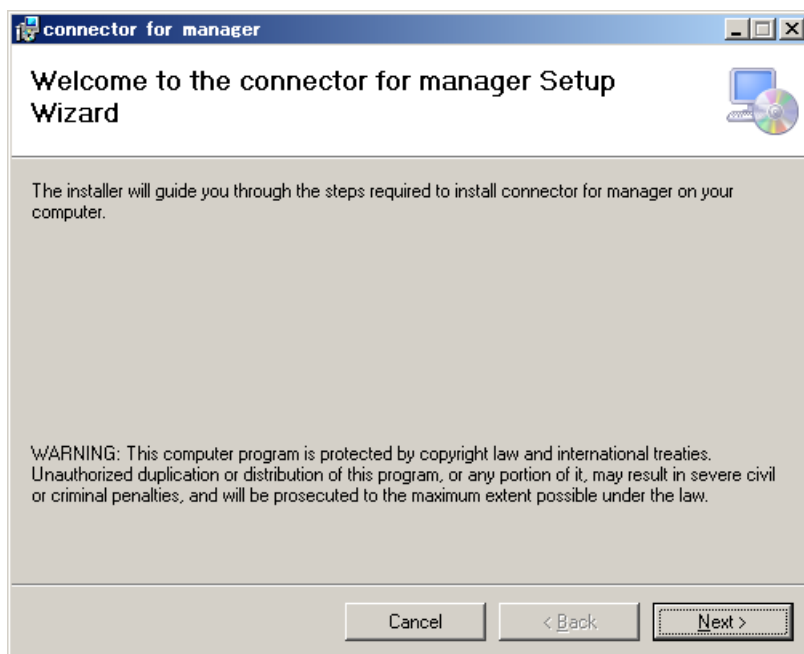 connector for manager
Welcome to the connector for manager Setup
Wizard
The installer will guide you through the steps required to install connector for manager on your
computer.
WARNING: This computer program is protected by copyright law and international treaties.
Unauthorized duplication or distribution of this program, or any portion of it, may result in severe civil
or criminal penalties, and will be prosecuted to the maximum extent possible under the law.
Cancel
< Back
Next >